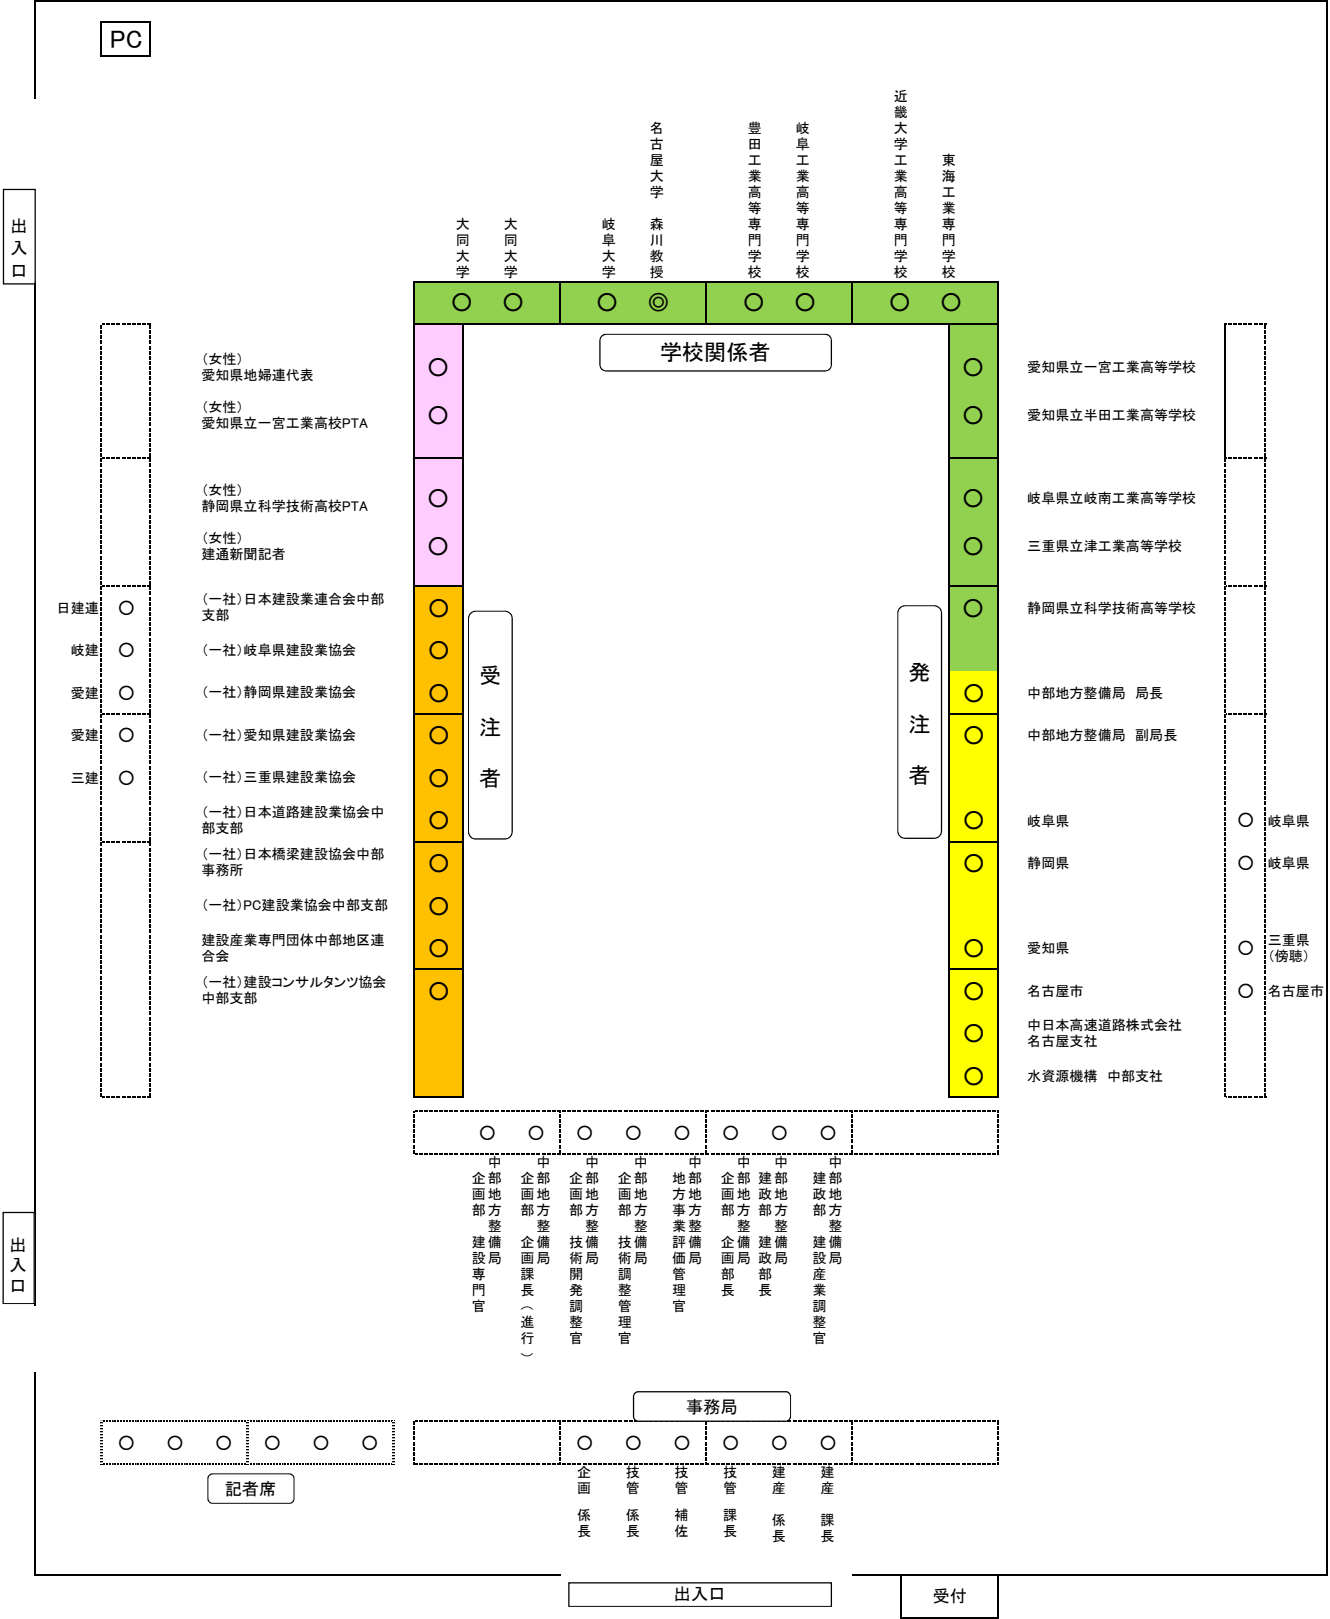 PC
出入口
大同大学
大同大学
岐阜大学
名古屋大学　森川教授
豊田工業高等専門学校
岐阜工業高等専門学校
近畿大学工業高等専門学校
東海工業専門学校
学校関係者
（女性）
愛知県地婦連代表
（女性）
愛知県立一宮工業高校PTA
（女性）
静岡県立科学技術高校PTA
（女性）
建通新聞記者
愛知県立一宮工業高等学校
愛知県立半田工業高等学校
岐阜県立岐南工業高等学校
三重県立津工業高等学校
静岡県立科学技術高等学校
日建連
岐建
愛建
愛建
三建
（一社）日本建設業連合会中部
支部
（一社）岐阜県建設業協会
（一社）静岡県建設業協会
（一社）愛知県建設業協会
（一社）三重県建設業協会
（一社）日本道路建設業協会中
部支部
（一社）日本橋梁建設協会中部
事務所
（一社）PC建設業協会中部支部
建設産業専門団体中部地区連
合会
（一社）建設コンサルタンツ協会
中部支部
受注者
発注者
中部地方整備局　局長
中部地方整備局　副局長
岐阜県
静岡県
愛知県
名古屋市
中日本高速道路株式会社
名古屋支社
水資源機構　中部支社
岐阜県
岐阜県
三重県
（傍聴）
名古屋市
中部地方整備局
企画部　建設専門官
中部地方整備局
企画部　企画課長（進行）
中部地方整備局
企画部　技術開発調整官
中部地方整備局
企画部　技術調整管理官
中部地方整備局
地方事業評価管理官
中部地方整備局
企画部　企画部長
中部地方整備局
建政部　建政部長
中部地方整備局
建政部　建設産業調整官
出入口
事務局
記者席
企画　係長
技管　係長
技管　補佐
技管　課長
建産　係長
建産　課長
出入口
受付